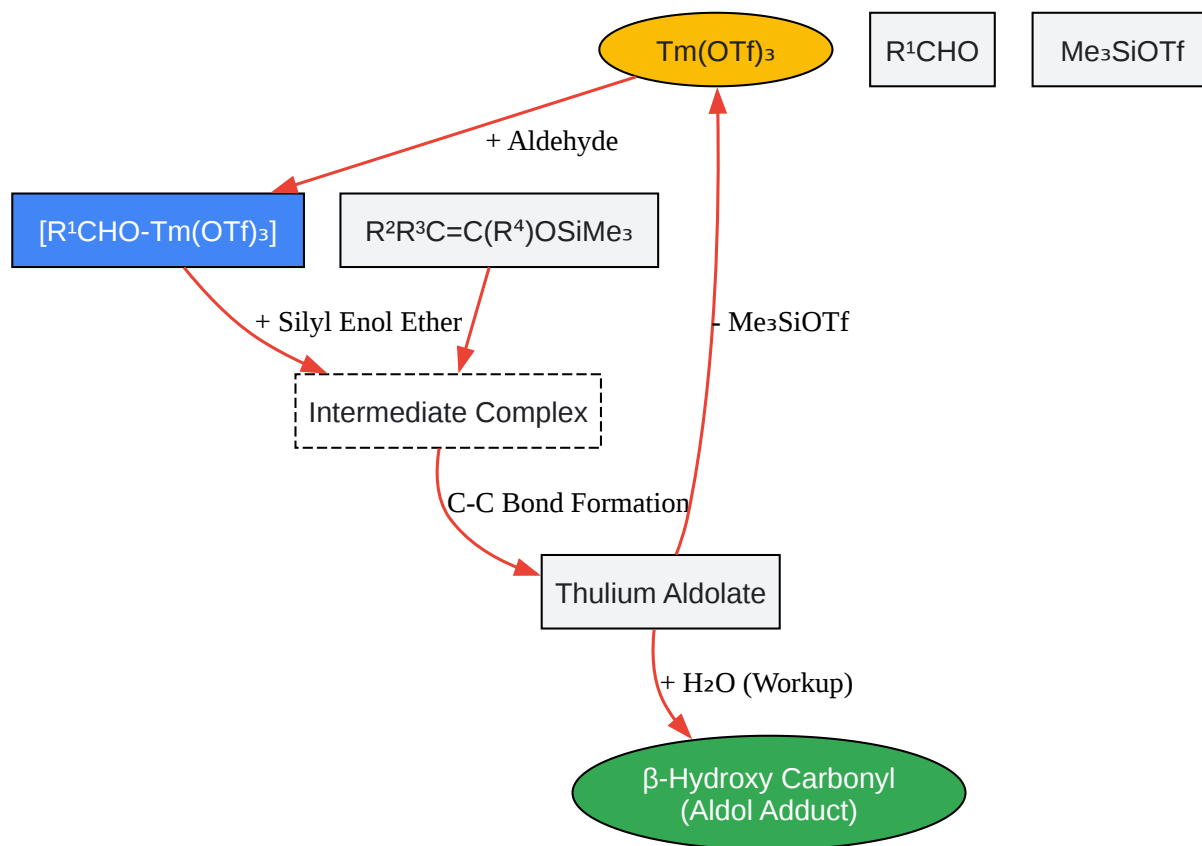 Tm(OTf)₃
R¹CHO
Me₃SiOTf
+ Aldehyde
[R¹CHO-Tm(OTf)₃]
R²R³C=C(R⁴)OSiMe₃
+ Silyl Enol Ether
- Me₃SiOTf
Intermediate Complex
C-C Bond Formation
Thulium Aldolate
+ H₂O (Workup)
β-Hydroxy Carbonyl
(Aldol Adduct)